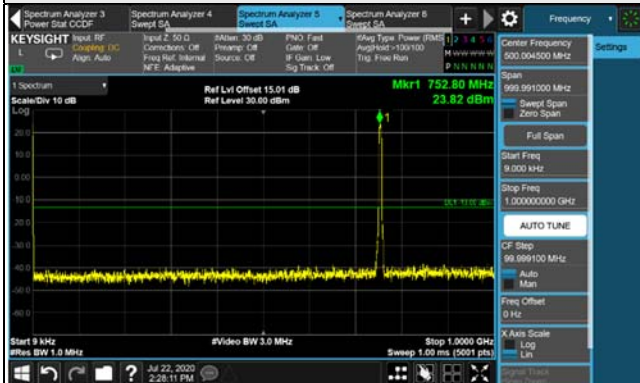 Spectrum Analyzer 3
Power Stat CCDF
Spectrum Analyzer 4
Swept SA
Spectrum Analyzer 5
Swept SA
Spectrum Analyzer 6
Swept SA
+
Frequency
KEYSIGHT
L
Input: RF
Coupling: DC
Align: Auto
Input Z: 50 Ω
Corrections: Off
Freq Ref: Internal
NFE: Adaptive
#Atten: 30 dB
Preamp: Off
Source: Off
PNO: Fast
Gate: Off
IF Gain: Low
Sig Track: Off
#Avg Type: Power (RMS)
Avg|Hold:>100/100
Trig: Free Run
1 2 3 4 5 6
M W W W W W
P N N N N N
1 Spectrum
Scale/Div 10 dB
Log
Ref Lvl Offset 15.01 dB
Ref Level 30.00 dBm
Mkr1 752.80 MHz
23.82 dBm
1
20.0
10.0
0.00
-10.0
-20.0
-30.0
-40.0
-50.0
-60.0
Start 9 kHz
#Res BW 1.0 MHz
#Video BW 3.0 MHz
Stop 1.0000 GHz
Sweep 1.00 ms (5001 pts)
Jul 22, 2020
2:28:11 PM
Settings
Center Frequency
500.004500 MHz
Span
999.991000 MHz
Swept Span
Zero Span
Full Span
Start Freq
9.000 kHz
Stop Freq
1.000000000 GHz
AUTO TUNE
CF Step
99.999100 MHz
Auto
Man
Freq Offset
0 Hz
X Axis Scale
Log
Lin
Signal Track